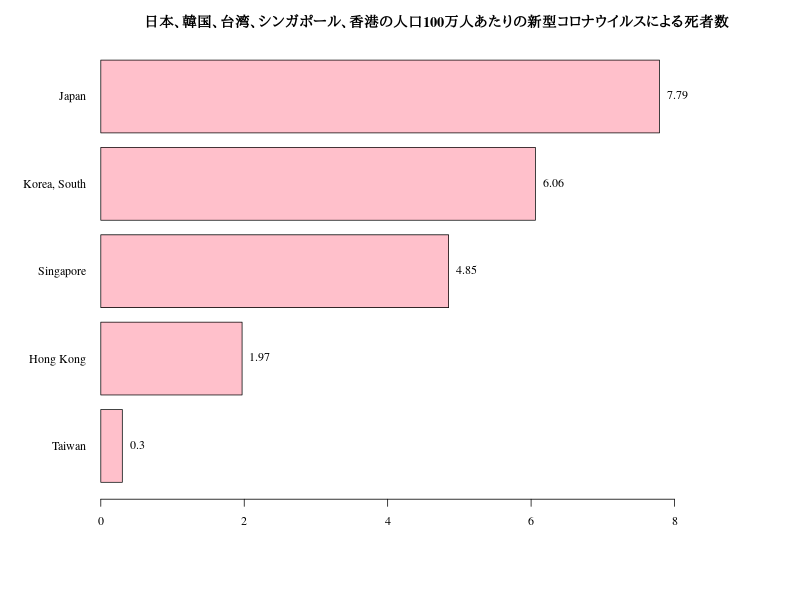 日本、韓国、台湾、シンガポール、香港の人口100万人あたりの新型コロナウイルスによる死者数
Japan 7.79
Korea, South 6.06
Singapore 4.85
Hong Kong 1.97
Taiwan 0.3
0 2 4 6 8